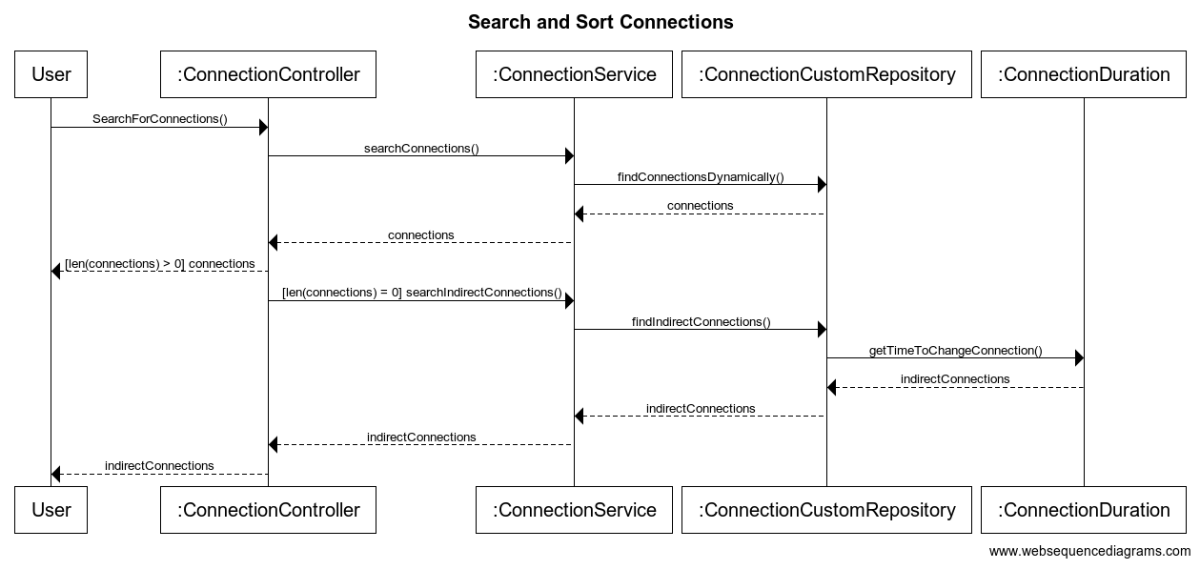 Search and Sort Connections
User
:ConnectionController
:ConnectionService
:ConnectionCustomRepository
:ConnectionDuration
SearchForConnections()
searchConnections()
findConnectionsDynamically()
connections
connections
[len(connections) > 0] connections
[len(connections) = 0] searchIndirectConnections()
findIndirectConnections()
getTimeToChangeConnection()
indirectConnections
indirectConnections
indirectConnections
indirectConnections
User
:ConnectionController
:ConnectionService
:ConnectionCustomRepository
:ConnectionDuration
www.websequencediagrams.com